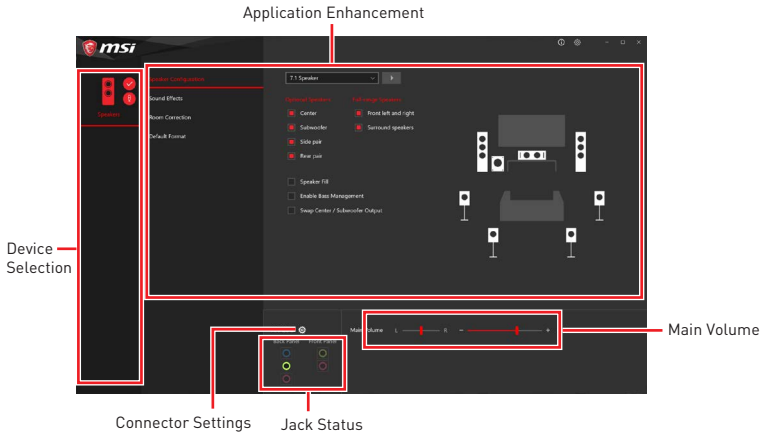 Application Enhancement
msi
Speaker Configuration
7.1 Speaker
Optional Speakers
Full-range Speakers
Sound Effects
Center
Front left and right
Speakers
Room Correction
Subwoofer
Surround speakers
Default Format
Side pair
Rear pair
Speaker Fill
Enable Bass Management
Swap Center / Subwoofer Output
Device
Selection
Main Volume
L
R
-
+
Main Volume
Back Panel
Front Panel
Connector Settings
Jack Status